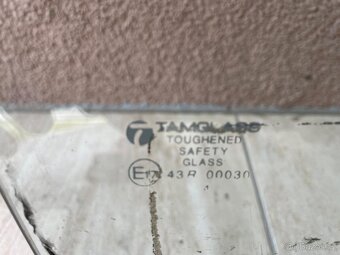 TAMGLASS
TOUGHENED
SAFETY
GLASS
43R 00030